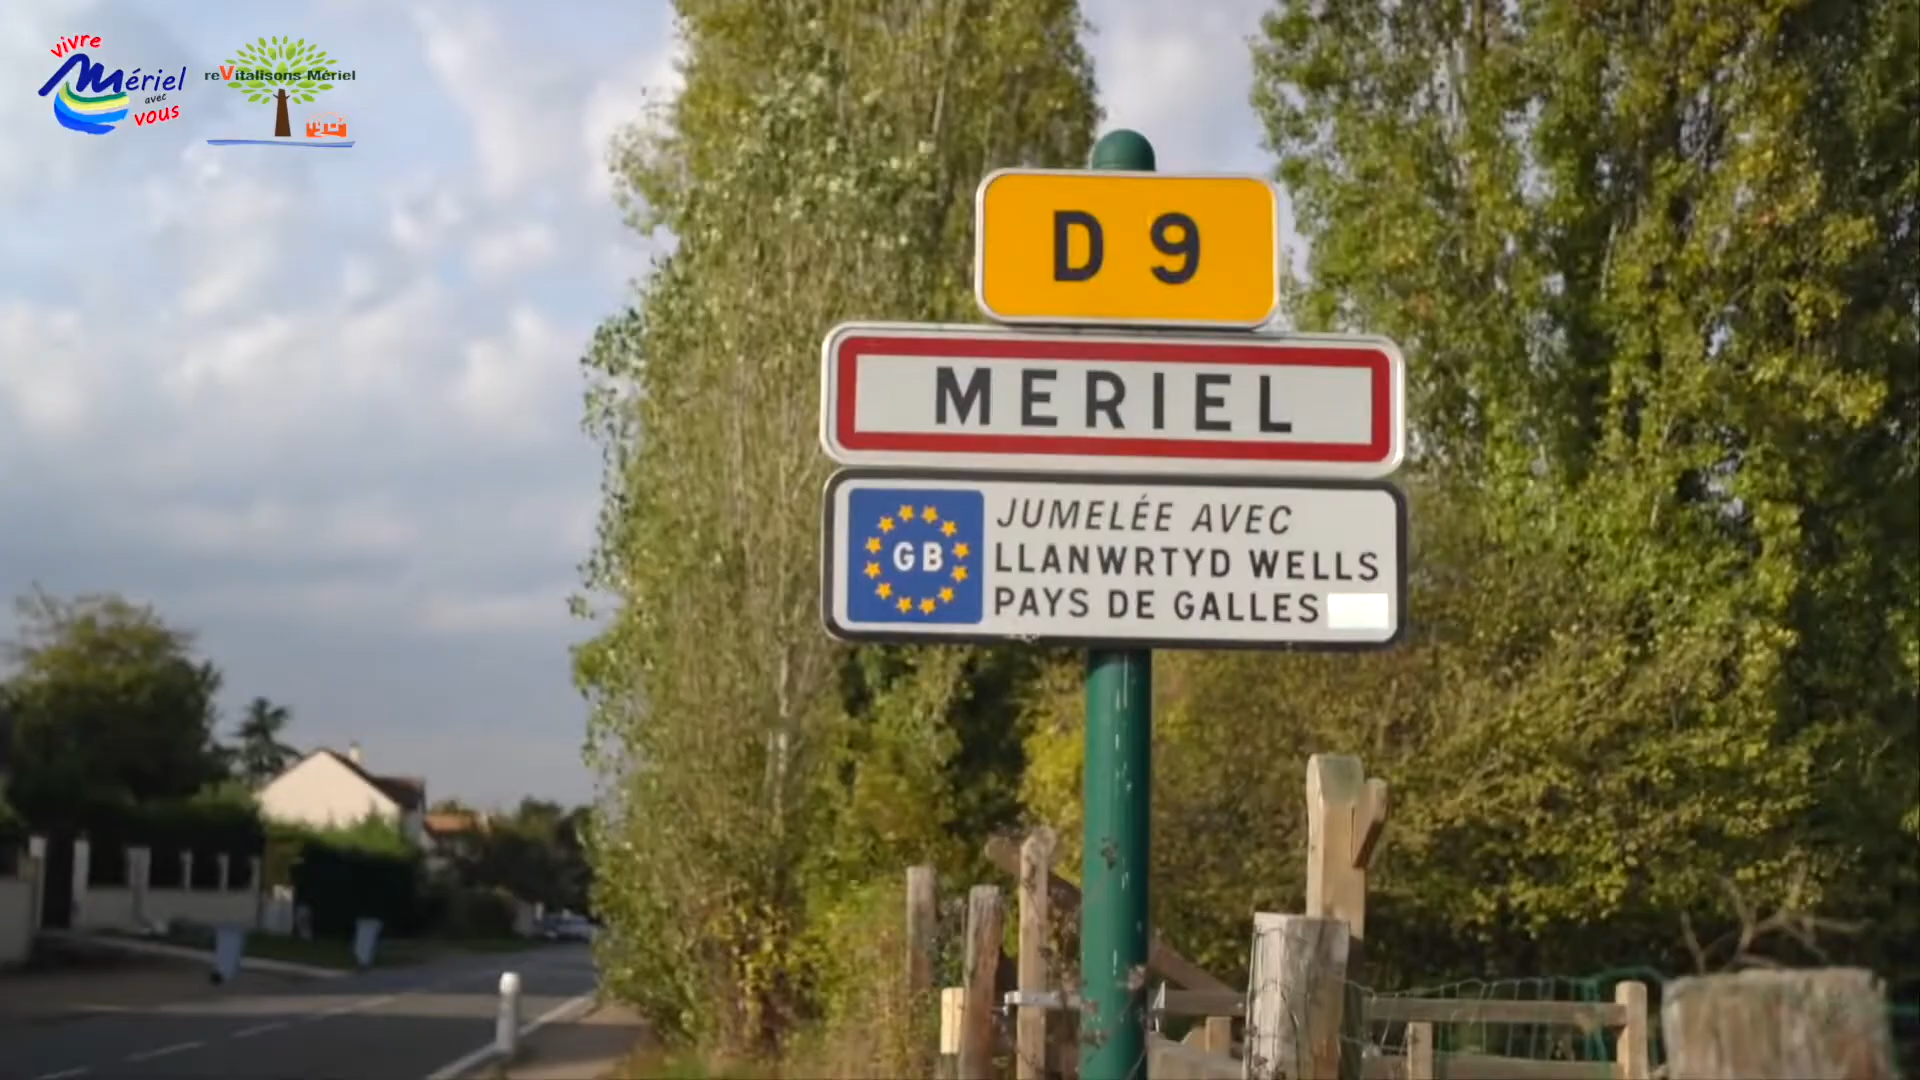 vivre
Mériel
avec
vous
reVitalisons Mériel
D 9
MERIEL
JUMELÉE AVEC
GB
LLANWRTYD WELLS
PAYS DE GALLES